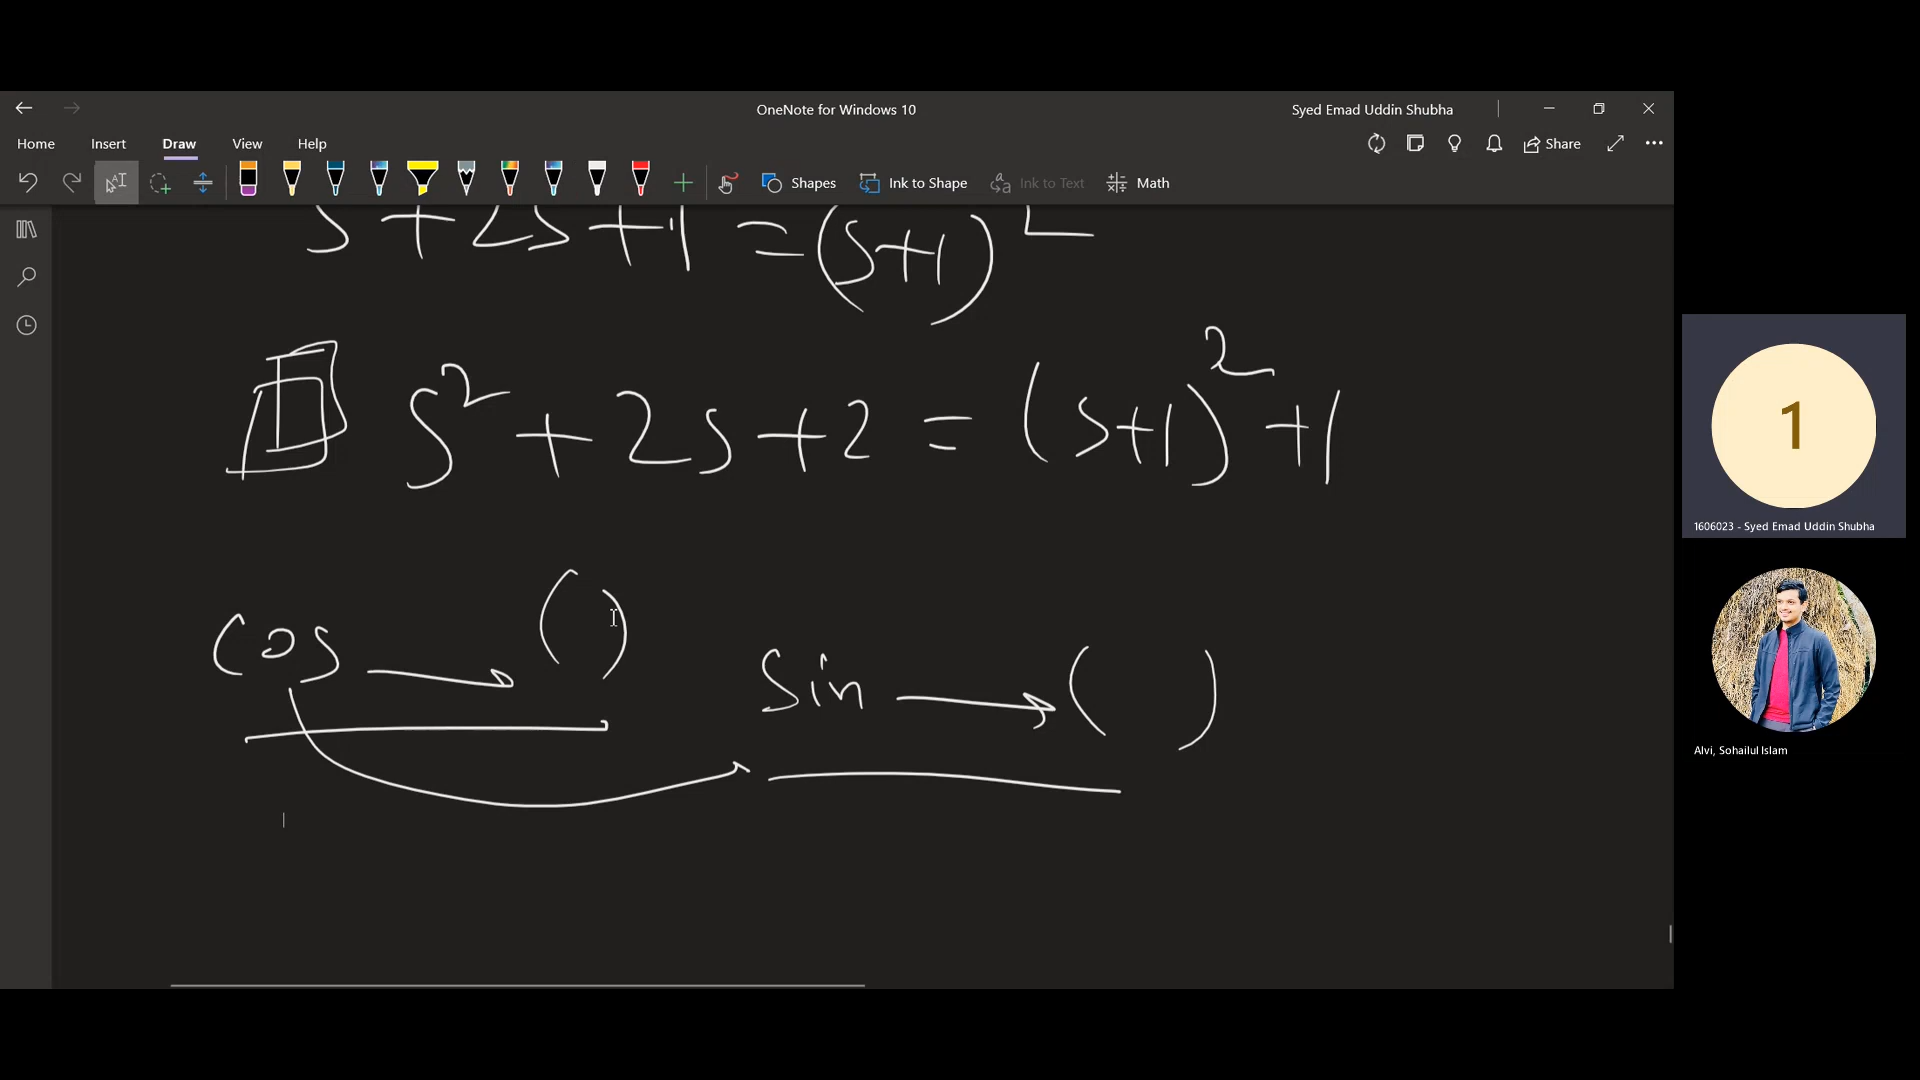 OneNote for Windows 10
Syed Emad Uddin Shubha
Home Insert Draw View Help
Share
Shapes Ink to Shape Ink to Text Math
s + 2s + 1 = (s+1)2
s² + 2s + 2 = (s+1)² + 1
Cos → ( )
Sin → ( )
1
1606023 - Syed Emad Uddin Shubha
Alvi, Sohailul Islam